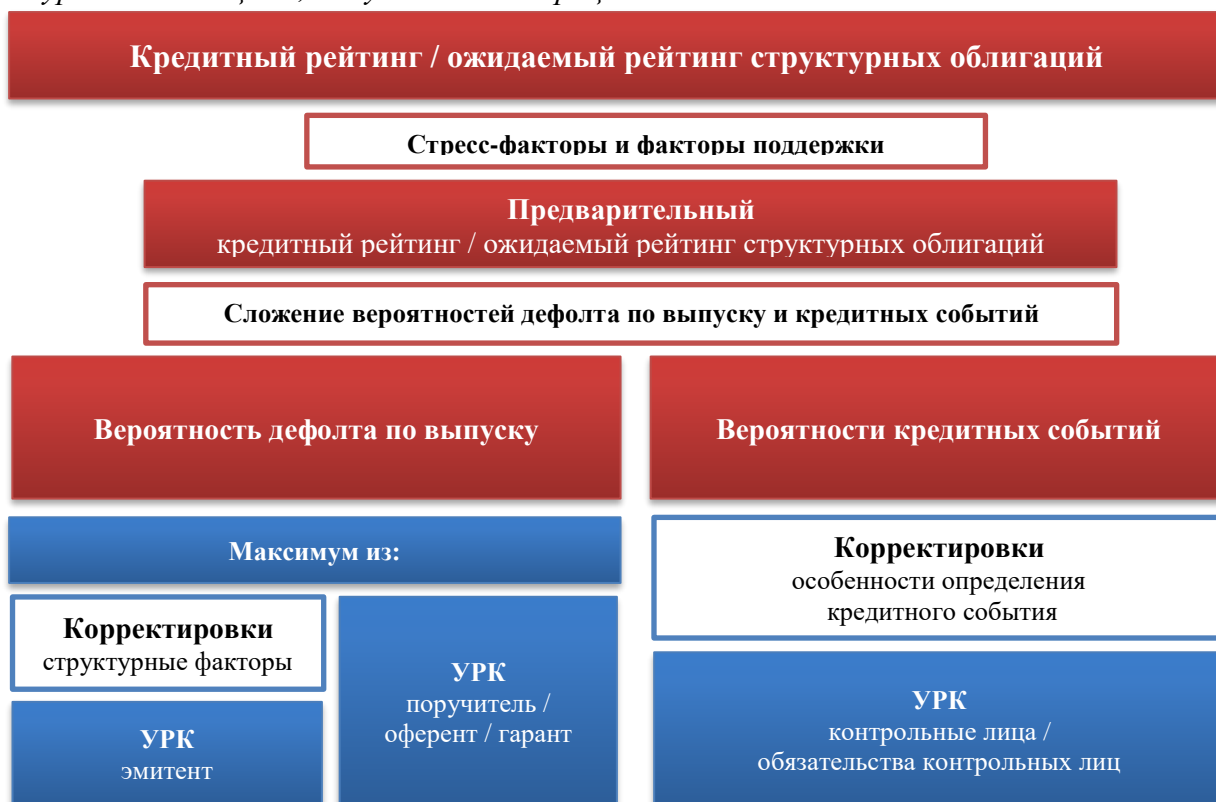 Кредитный рейтинг / ожидаемый рейтинг структурных облигаций
Стресс-факторы и факторы поддержки
Предварительный
кредитный рейтинг / ожидаемый рейтинг структурных облигаций
Сложение вероятностей дефолта по выпуску и кредитных событий
Вероятность дефолта по выпуску
Вероятности кредитных событий
Максимум из:
Корректировки
структурные факторы
УРК
эмитент
УРК
поручитель /
оферент / гарант
Корректировки
особенности определения
кредитного события
УРК
контрольные лица /
обязательства контрольных лиц